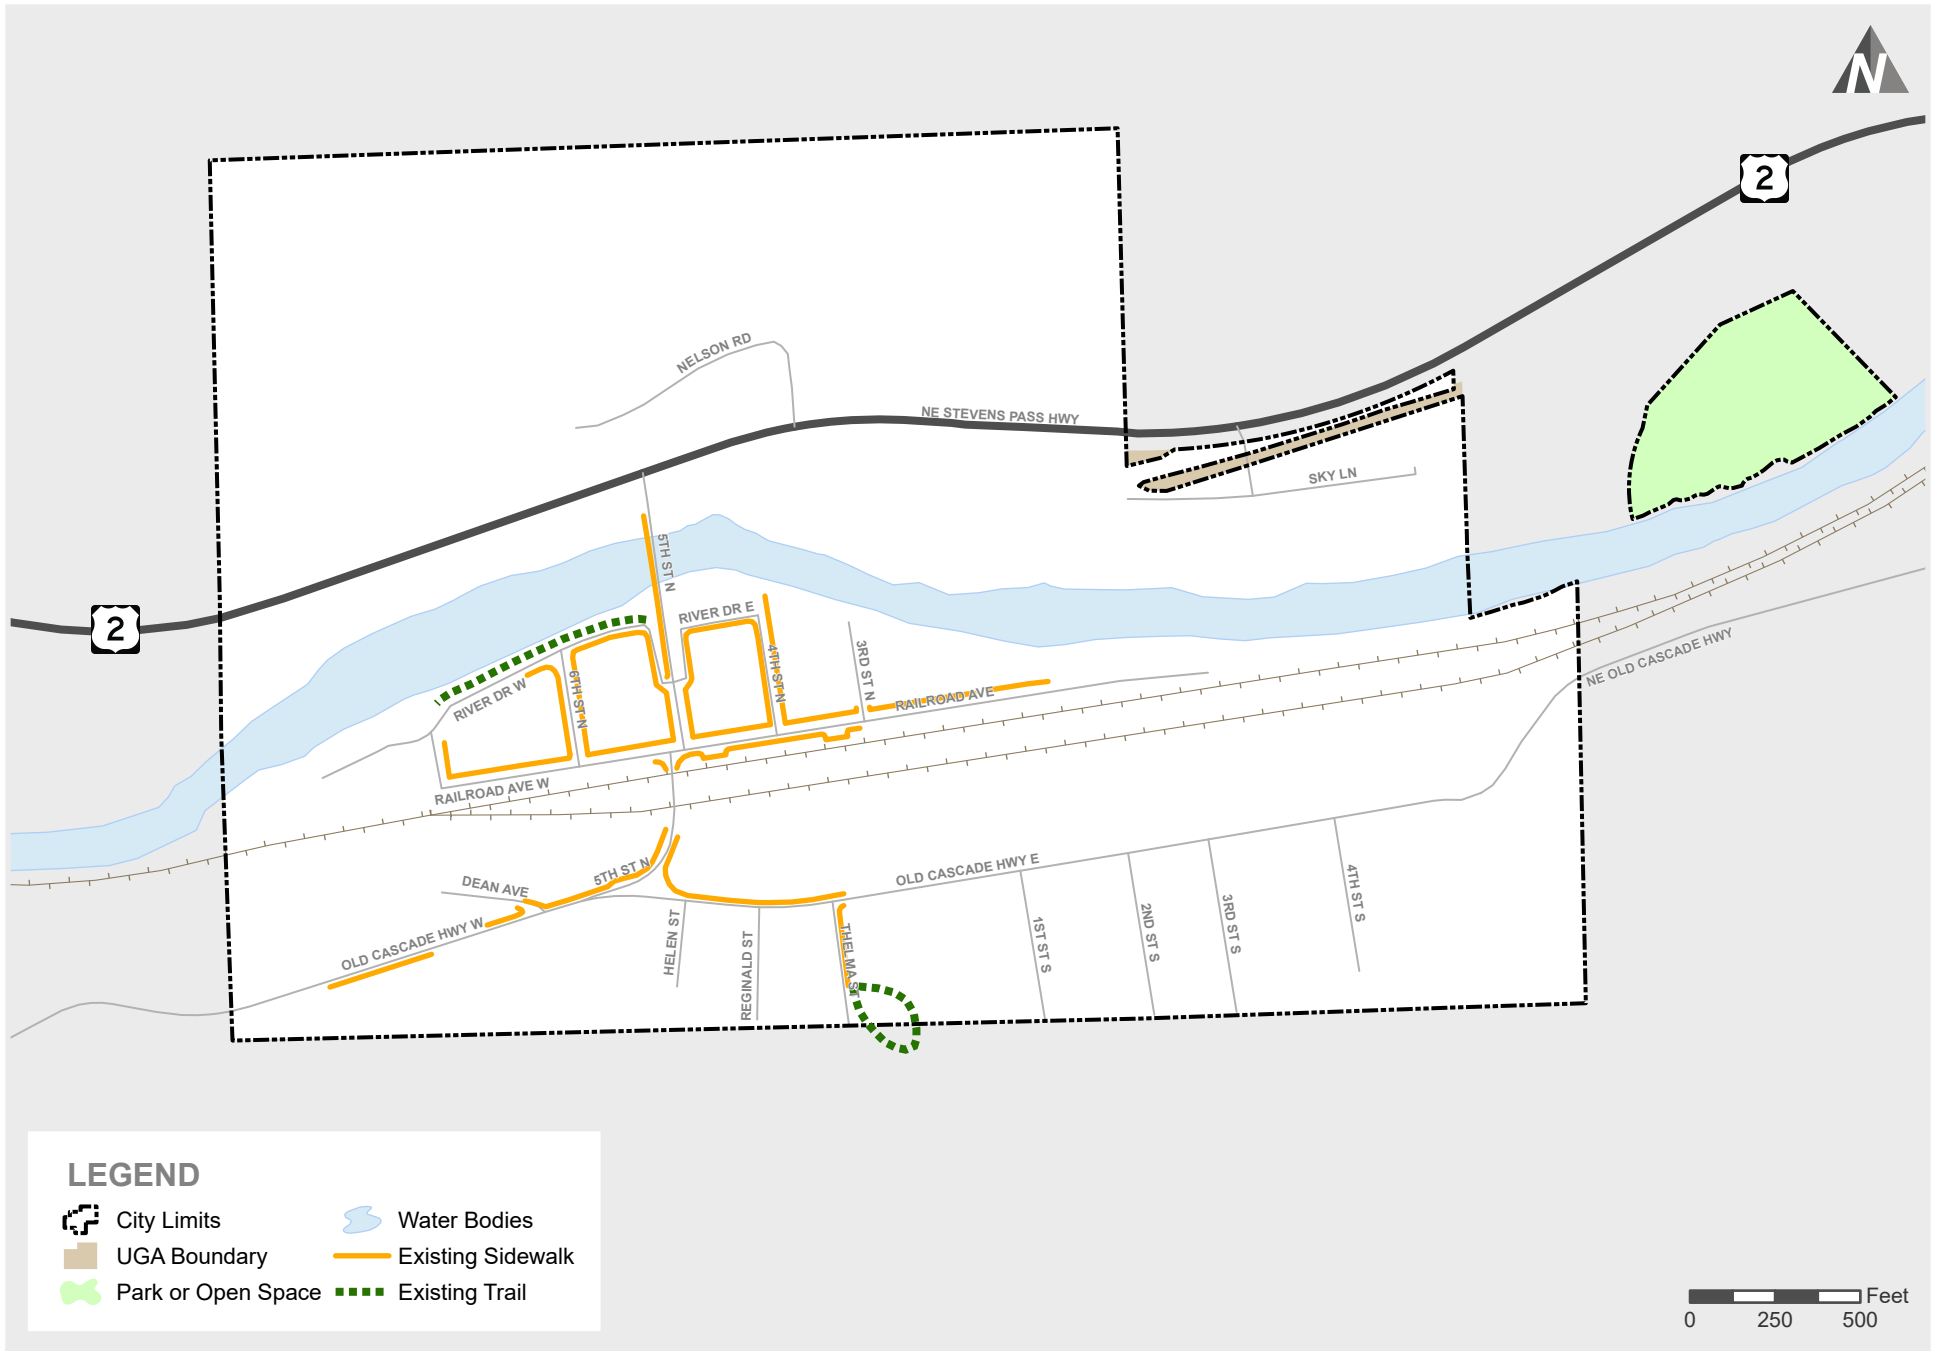 N
2
NELSON RD
NE STEVENS PASS HWY
SKY LN
5TH ST N
RIVER DR E
2
4TH ST N
3RD ST N
NE OLD CASCADE HWY
6TH ST N
RIVER DR W
RAILROAD AVE
RAILROAD AVE W
5TH ST N
DEAN AVE
OLD CASCADE HWY E
4TH ST S
OLD CASCADE HWY W
HELEN ST
REGINALD ST
THELMA ST
1ST ST S
2ND ST S
3RD ST S
LEGEND
City Limits
Water Bodies
UGA Boundary
Existing Sidewalk
Park or Open Space
Existing Trail
Feet
0 250 500